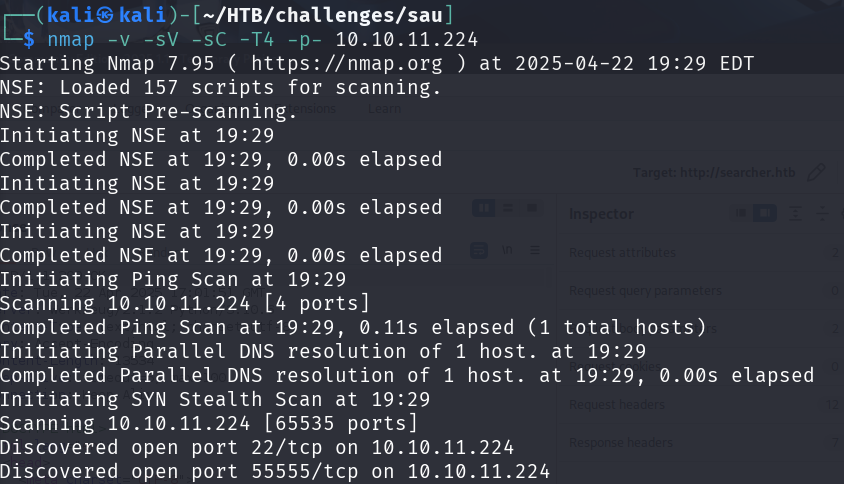 ┌──(kali㉿kali)-[~/HTB/challenges/sau]
└─$ nmap -v -sV -sC -T4 -p- 10.10.11.224
Starting Nmap 7.95 ( https://nmap.org ) at 2025-04-22 19:29 EDT
NSE: Loaded 157 scripts for scanning.
NSE: Script Pre-scanning.
Initiating NSE at 19:29
Completed NSE at 19:29, 0.00s elapsed
Initiating NSE at 19:29
Completed NSE at 19:29, 0.00s elapsed
Initiating NSE at 19:29
Completed NSE at 19:29, 0.00s elapsed
Initiating Ping Scan at 19:29
Scanning 10.10.11.224 [4 ports]
Completed Ping Scan at 19:29, 0.11s elapsed (1 total hosts)
Initiating Parallel DNS resolution of 1 host. at 19:29
Completed Parallel DNS resolution of 1 host. at 19:29, 0.00s elapsed
Initiating SYN Stealth Scan at 19:29
Scanning 10.10.11.224 [65535 ports]
Discovered open port 22/tcp on 10.10.11.224
Discovered open port 55555/tcp on 10.10.11.224
Learn
Target: http://searcher.htb
Inspector
Request attributes 2
Request query parameters 0
Request headers 12
Response headers 7